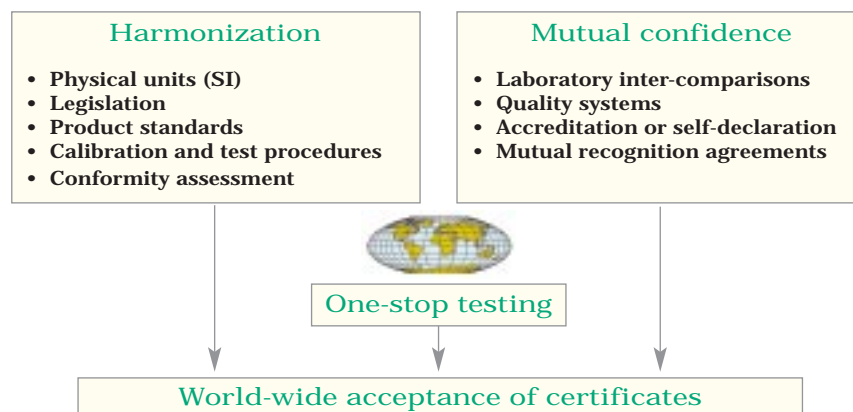 Harmonization
• Physical units (SI)
• Legislation
• Product standards
• Calibration and test procedures
• Conformity assessment
Mutual confidence
• Laboratory inter-comparisons
• Quality systems
• Accreditation or self-declaration
• Mutual recognition agreements
One-stop testing
World-wide acceptance of certificates